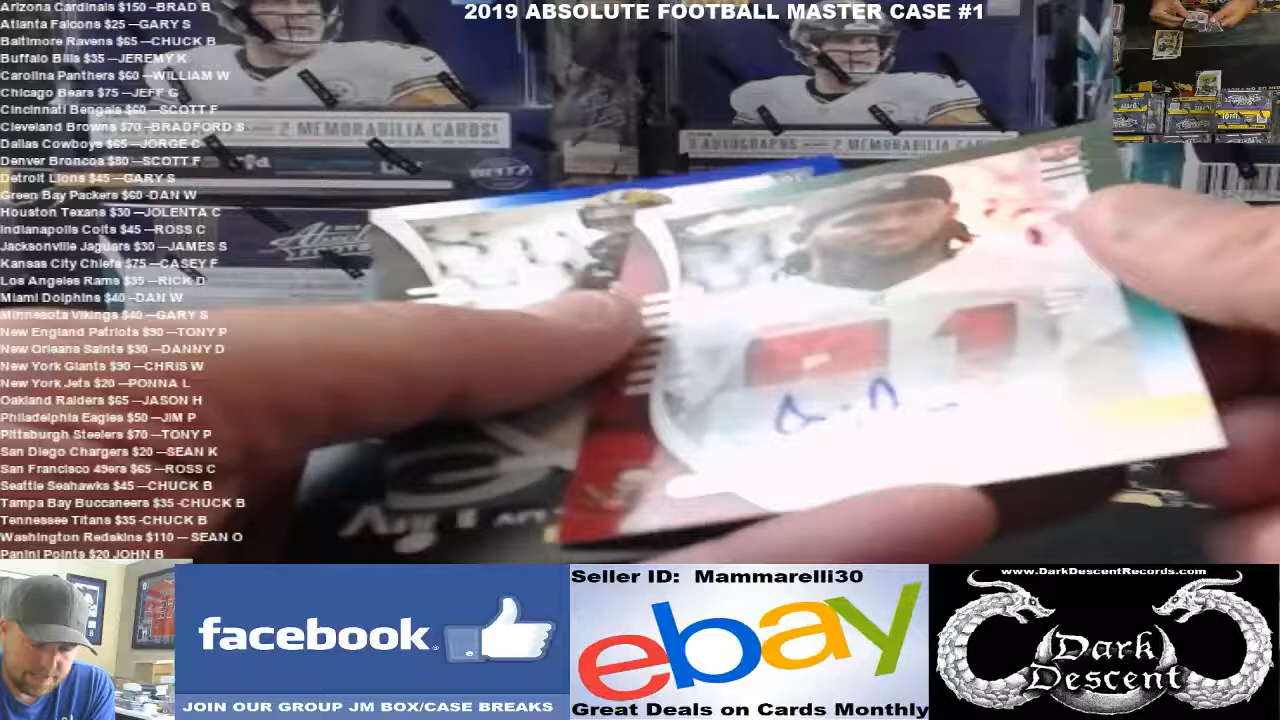 2019 ABSOLUTE FOOTBALL MASTER CASE #1
Arizona Cardinals $150 --BRAD B
Atlanta Falcons $25 --GARY S
Baltimore Ravens $65 --CHUCK B
Buffalo Bills $35 --JEREMY K
Carolina Panthers $60 --WILLIAM W
Chicago Bears $75 --JEFF G
Cincinnati Bengals $60 --SCOTT F
Cleveland Browns $70 --BRADFORD S
Dallas Cowboys $65 --JORGE C
Denver Broncos $80 --SCOTT F
Detroit Lions $45 --GARY S
Green Bay Packers $60 -DAN W
Houston Texans $30 --JOLENTA C
Indianapolis Colts $45 --ROSS C
Jacksonville Jaguars $30 --JAMES S
Kansas City Chiefs $75 --CASEY F
Los Angeles Rams $35 --RICK D
Miami Dolphins $40 --DAN W
Minnesota Vikings $40 --GARY S
New England Patriots $90 --TONY P
New Orleans Saints $30 --DANNY D
New York Giants $90 --CHRIS W
New York Jets $20 --PONNA L
Oakland Raiders $65 --JASON H
Philadelphia Eagles $50 --JIM P
Pittsburgh Steelers $70 --TONY P
San Diego Chargers $20 --SEAN K
San Francisco 49ers $65 --ROSS C
Seattle Seahawks $45 --CHUCK B
Tampa Bay Buccaneers $35 -CHUCK B
Tennessee Titans $35 -CHUCK B
Washington Redskins $110 -- SEAN O
Panini Points $20 JOHN B
2 MEMORABILIA CARDS!
3 AUTOGRAPHS 2 MEMORABILIA
Absolute
facebook
JOIN OUR GROUP JM BOX/CASE BREAKS
Seller ID: Mammarelli30
ebay
Great Deals on Cards Monthly
www.DarkDescentRecords.com
Dark
Descent